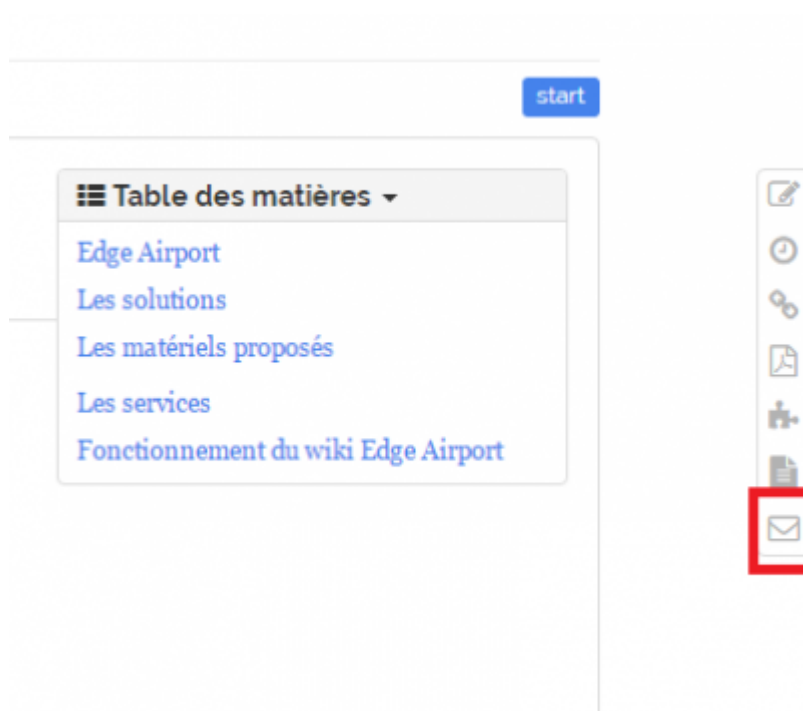 start
Table des matières
Edge Airport
Les solutions
Les matériels proposés
Les services
Fonctionnement du wiki Edge Airport